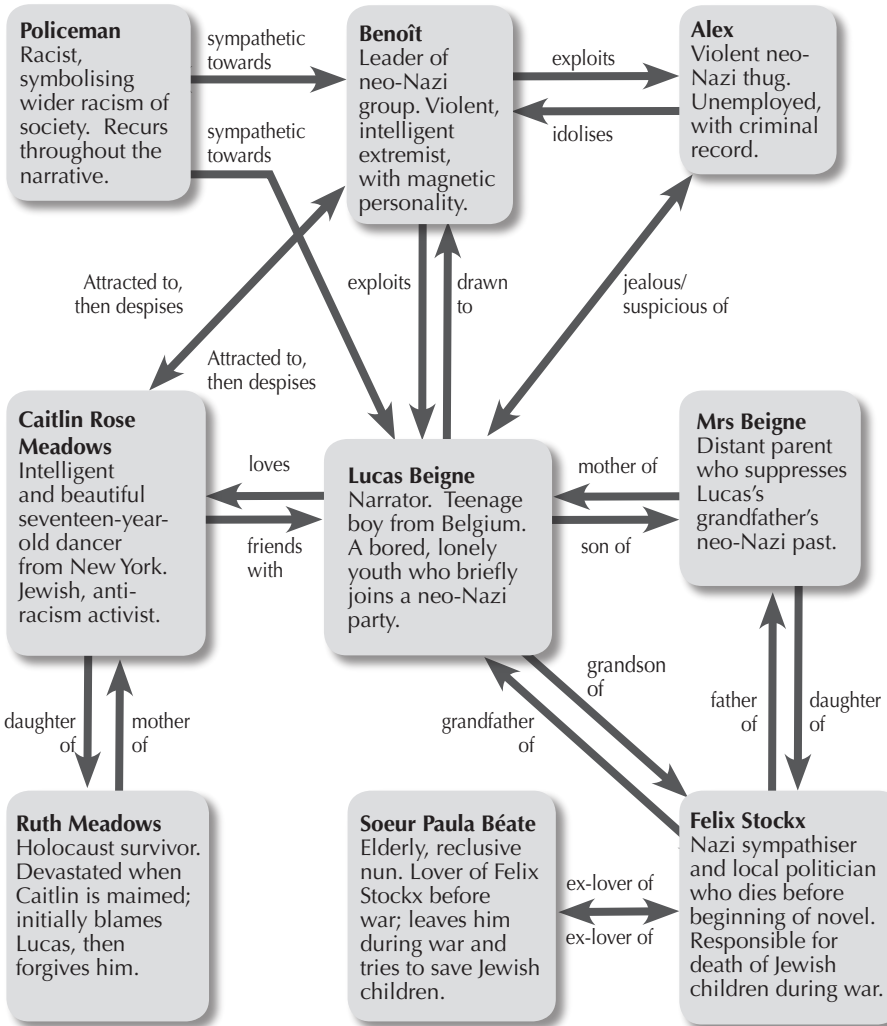 Policeman
Racist,
symbolising
wider racism of
society. Recurs
throughout the
narrative.
sympathetic
towards
sympathetic
towards
Benoît
Leader of
neo-Nazi
group. Violent,
intelligent
extremist,
with magnetic
personality.
exploits
idolises
Alex
Violent neo-
Nazi thug.
Unemployed,
with criminal
record.
Attracted to,
then despises
Attracted to,
then despises
exploits
drawn
to
jealous/
suspicious of
Caitlin Rose
Meadows
Intelligent
and beautiful
seventeen-year-
old dancer
from New York.
Jewish, anti-
racism activist.
loves
friends
with
Lucas Beigne
Narrator. Teenage
boy from Belgium.
A bored, lonely
youth who briefly
joins a neo-Nazi
party.
mother of
son of
Mrs Beigne
Distant parent
who suppresses
Lucas's
grandfather's
neo-Nazi past.
daughter
of
mother
of
grandfather
of
grandson
of
father
of
daughter
of
Ruth Meadows
Holocaust survivor.
Devastated when
Caitlin is maimed;
initially blames
Lucas, then
forgives him.
Soeur Paula Béate
Elderly, reclusive
nun. Lover of Felix
Stockx before
war; leaves him
during war and
tries to save Jewish
children.
ex-lover of
ex-lover of
Felix Stockx
Nazi sympathiser
and local politician
who dies before
beginning of novel.
Responsible for
death of Jewish
children during war.